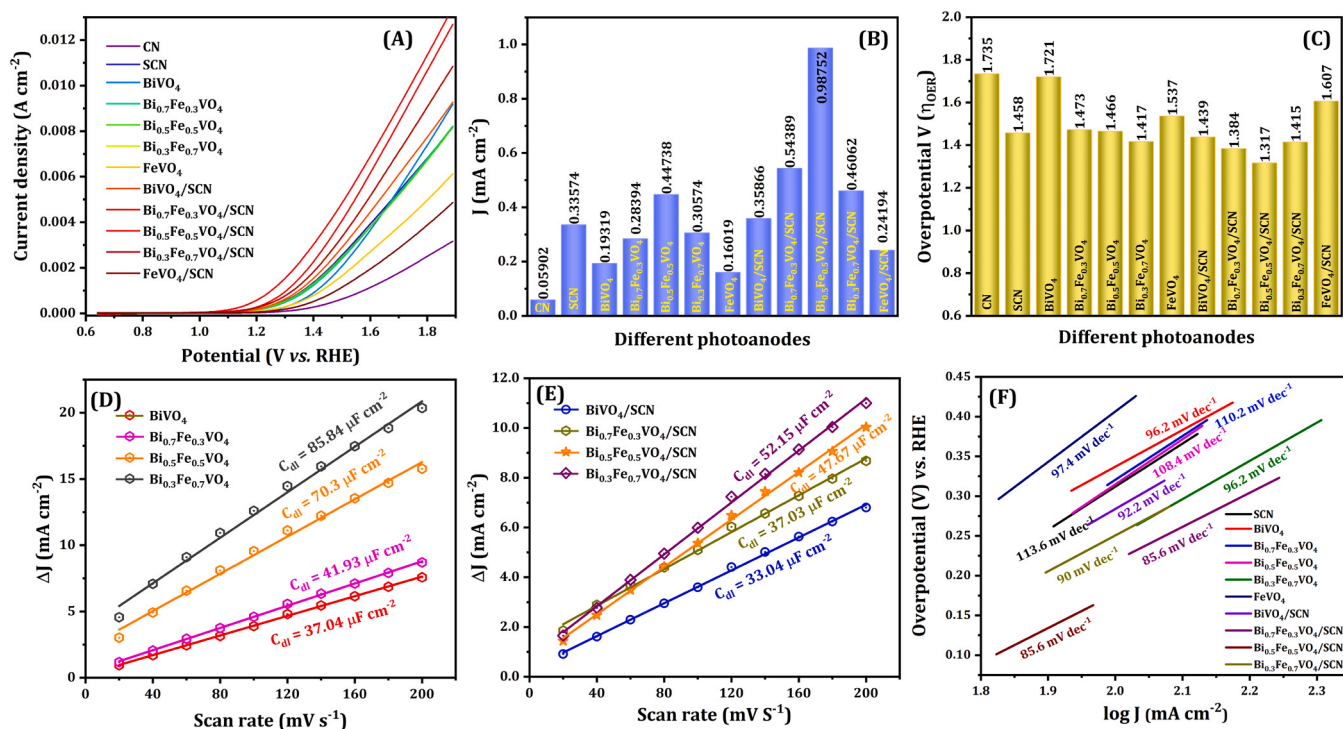 (A)
Current density (A cm⁻²)
0.012
0.010
0.008
0.006
0.004
0.002
0.000
CN
SCN
BiVO₄
Bi₀.₇Fe₀.₃VO₄
Bi₀.₅Fe₀.₅VO₄
Bi₀.₃Fe₀.₇VO₄
FeVO₄
BiVO₄/SCN
Bi₀.₇Fe₀.₃VO₄/SCN
Bi₀.₅Fe₀.₅VO₄/SCN
Bi₀.₃Fe₀.₇VO₄/SCN
FeVO₄/SCN
0.6 0.8 1.0 1.2 1.4 1.6 1.8
Potential (V vs. RHE)
(B)
J (mA cm⁻²)
1.0
0.8
0.6
0.4
0.2
0.0
0.05902
0.33574
0.19319
0.28394
0.44738
0.30574
0.16019
0.35866
0.54389
0.98752
0.46062
0.24194
CN
SCN
BiVO₄
Bi₀.₇Fe₀.₃VO₄
Bi₀.₅Fe₀.₅VO₄
Bi₀.₃Fe₀.₇VO₄
FeVO₄
BiVO₄/SCN
Bi₀.₇Fe₀.₃VO₄/SCN
Bi₀.₅Fe₀.₅VO₄/SCN
Bi₀.₃Fe₀.₇VO₄/SCN
FeVO₄/SCN
Different photoanodes
(C)
Overpotential V (ηOER)
2.0
1.8
1.6
1.4
1.2
1.0
0.8
0.6
1.735
1.458
1.721
1.473
1.466
1.417
1.537
1.439
1.384
1.317
1.415
1.607
CN
SCN
BiVO₄
Bi₀.₇Fe₀.₃VO₄
Bi₀.₅Fe₀.₅VO₄
Bi₀.₃Fe₀.₇VO₄
FeVO₄
BiVO₄/SCN
Bi₀.₇Fe₀.₃VO₄/SCN
Bi₀.₅Fe₀.₅VO₄/SCN
Bi₀.₃Fe₀.₇VO₄/SCN
FeVO₄/SCN
Different photoanodes
(D)
ΔJ (mA cm⁻²)
20
15
10
5
0
BiVO₄
Bi₀.₇Fe₀.₃VO₄
Bi₀.₅Fe₀.₅VO₄
Bi₀.₃Fe₀.₇VO₄
Cdl = 85.84 μF cm⁻²
Cdl = 70.3 μF cm⁻²
Cdl = 41.93 μF cm⁻²
Cdl = 37.04 μF cm⁻²
0 40 80 120 160 200
Scan rate (mV s⁻¹)
(E)
ΔJ (mA cm⁻²)
12.0
10.0
8.0
6.0
4.0
2.0
0.0
BiVO₄/SCN
Bi₀.₇Fe₀.₃VO₄/SCN
Bi₀.₅Fe₀.₅VO₄/SCN
Bi₀.₃Fe₀.₇VO₄/SCN
Cdl = 52.15 μF cm⁻²
Cdl = 47.67 μF cm⁻²
Cdl = 37.03 μF cm⁻²
Cdl = 33.04 μF cm⁻²
0 40 80 120 160 200
Scan rate (mV S⁻¹)
(F)
Overpotential (V) vs. RHE
0.45
0.40
0.35
0.30
0.25
0.20
0.15
0.10
97.4 mV dec⁻¹
96.2 mV dec⁻¹
110.2 mV dec⁻¹
108.4 mV dec⁻¹
96.2 mV dec⁻¹
92.2 mV dec⁻¹
113.6 mV dec⁻¹
90 mV dec⁻¹
85.6 mV dec⁻¹
85.6 mV dec⁻¹
SCN
BiVO₄
Bi₀.₇Fe₀.₃VO₄
Bi₀.₅Fe₀.₅VO₄
Bi₀.₃Fe₀.₇VO₄
FeVO₄
BiVO₄/SCN
Bi₀.₇Fe₀.₃VO₄/SCN
Bi₀.₅Fe₀.₅VO₄/SCN
Bi₀.₃Fe₀.₇VO₄/SCN
1.8 1.9 2.0 2.1 2.2 2.3
log J (mA cm⁻²)